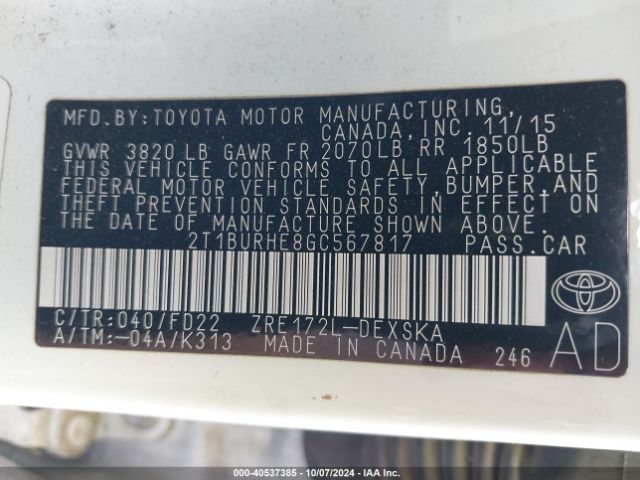 MFD.BY:TOYOTA MOTOR MANUFACTURING,
CANADA,INC. 11/15
GVWR 3820 LB GAWR FR 2070LB RR 1850LB
THIS VEHICLE CONFORMS TO ALL APPLICABLE
FEDERAL MOTOR VEHICLE SAFETY,BUMPER,AND
THEFT PREVENTION STANDARDS IN EFFECT ON
THE DATE OF MANUFACTURE SHOWN ABOVE.
2T1BURHE8GC567817 PASS.CAR
C/TR:040/FD22 ZRE172L-DEXSKA
A/TM:-04A/K313 MADE IN CANADA 246 AD
000-40537385 - 10/07/2024 - IAA Inc.